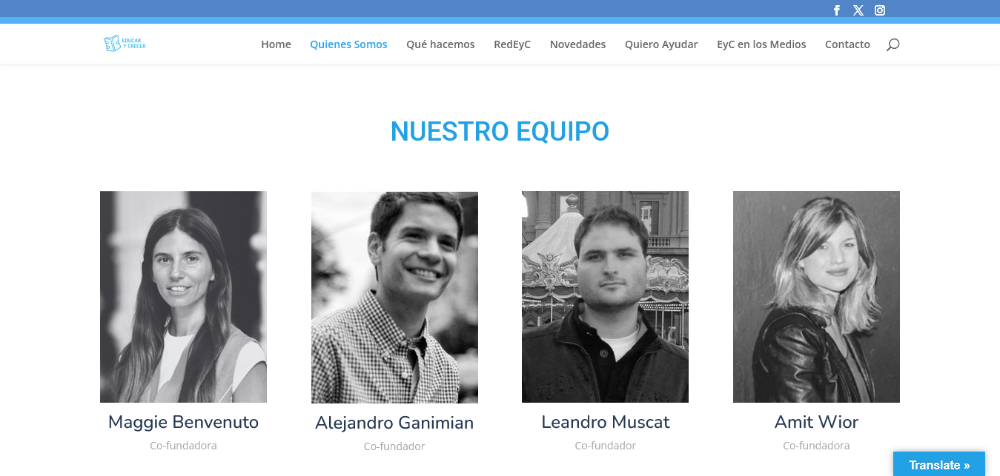 EDUCAR
Y CRECER
Home Quienes Somos Qué hacemos RedEyC Novedades Quiero Ayudar EyC en los Medios Contacto
NUESTRO EQUIPO
Maggie Benvenuto Alejandro Ganimian Leandro Muscat Amit Wior
Co-fundadora Co-fundador Co-fundador Co-fundadora
Translate »